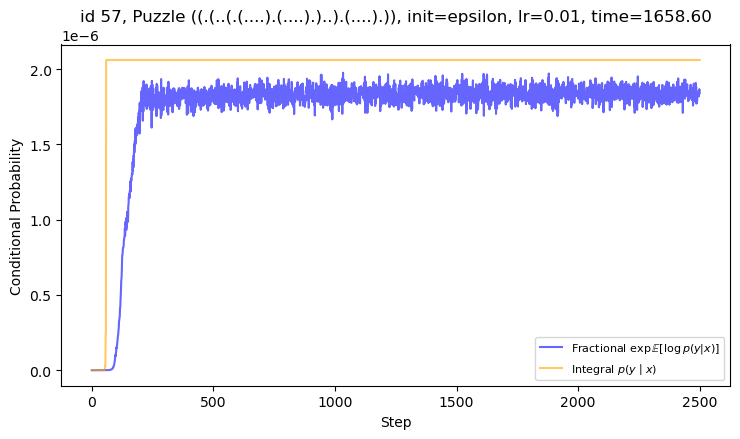 id 57, Puzzle ((.(..(.(....).(....).)..).(....).)), init=epsilon, lr=0.01, time=1658.60
1e−6
2.0
1.5
1.0
0.5
0.0
Conditional Probability
0 500 1000 1500 2000 2500
Step
Fractional exp 𝔼[log p(y|x)]
Integral p(y | x)